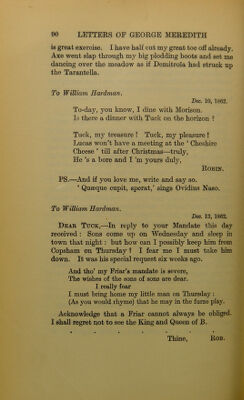 90 LETTERS OF GEORGE MEREDITH
is great exercise. I have half cut my great toe off already.
Axe went slap through my big plodding boots and set me
dancing over the meadow as if Demitroïa had struck up
the Tarantella.
To William Hardman.
Dec. 10, 1862.
To-day, you know, I dine with Morison.
Is there a dinner with Tuck on the horizon ?
Tuck, my treasure ! Tuck, my pleasure !
Lucas won't have a meeting at the ' Cheshire
Cheese ' till after Christmas—truly,
He 's a bore and I 'm yours duly,
ROBIN.
PS.—And if you love me, write and say so.
' Quæque cupit, sperat,' sings Ovidius Naso.
To William Hardman.
Dec. 13, 1862.
DEAR TUCK,—In reply to your Mandate this day
received : Sons come up on Wednesday and sleep in
town that night : but how can I possibly keep him from
Copsham on Thursday ? I fear me I must take him
down. It was his special request six weeks ago.
And tho' my Friar's mandate is severe,
The wishes of the sons of sons are dear.
I really fear
I must bring home my little man on Thursday :
(As you would rhyme) that he may in the furse play.
Acknowledge that a Friar cannot always be obliged.
I shall regret not to see the King and Queen of B.
. . . . . . .
Thine, ROB.